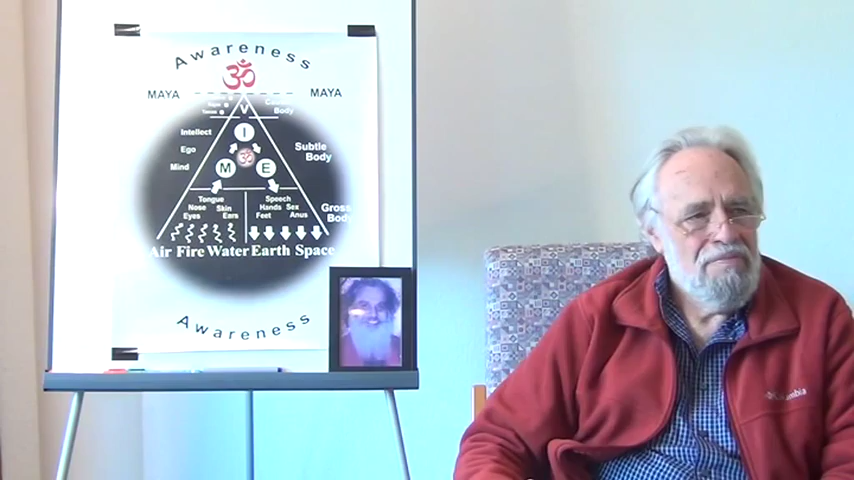 Awareness
ॐ
MAYA MAYA
V Causal
Body
Intellect I
Ego Subtle
Body
Mind M ॐ E
Tongue Speech
Nose Skin Hands Sex Gross
Eyes Ears Feet Anus Body
Air Fire Water Earth Space
Awareness
Columbia